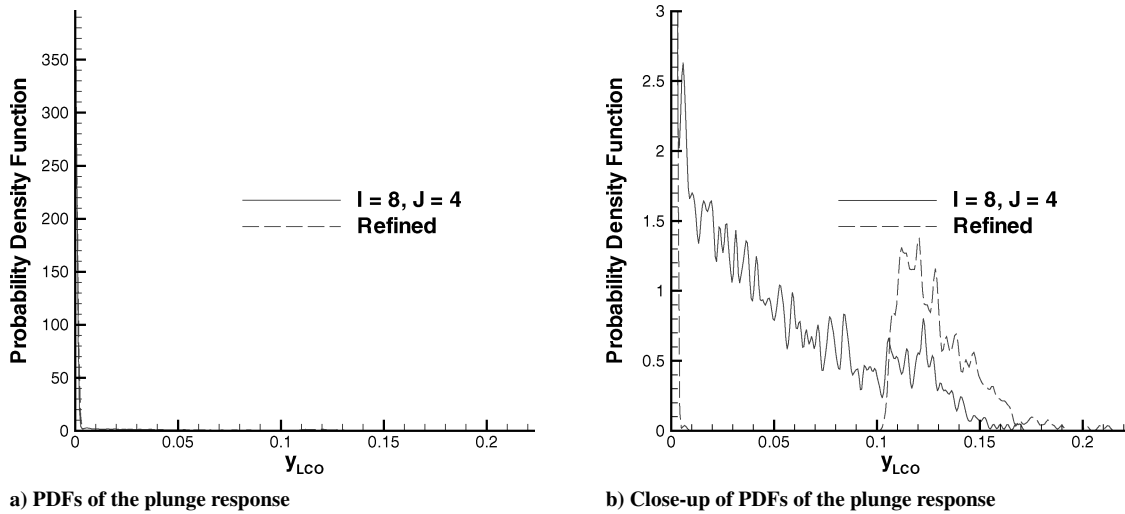 Probability Density Function
350
300
250
200
150
100
50
0
0
0.05
0.1
0.15
0.2
y_LCO
I = 8, J = 4
Refined
a) PDFs of the plunge response
Probability Density Function
3
2.5
2
1.5
1
0.5
0
0
0.05
0.1
0.15
0.2
y_LCO
I = 8, J = 4
Refined
b) Close-up of PDFs of the plunge response